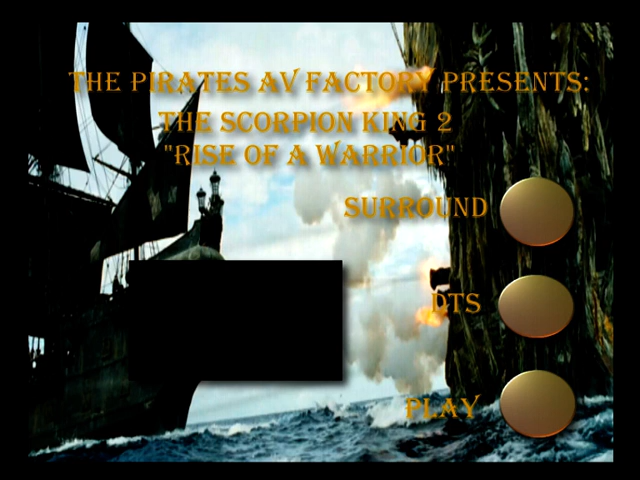 THE PIRATES AV FACTORY PRESENTS:
THE SCORPION KING 2
"RISE OF A WARRIOR"
SURROUND
DTS
PLAY